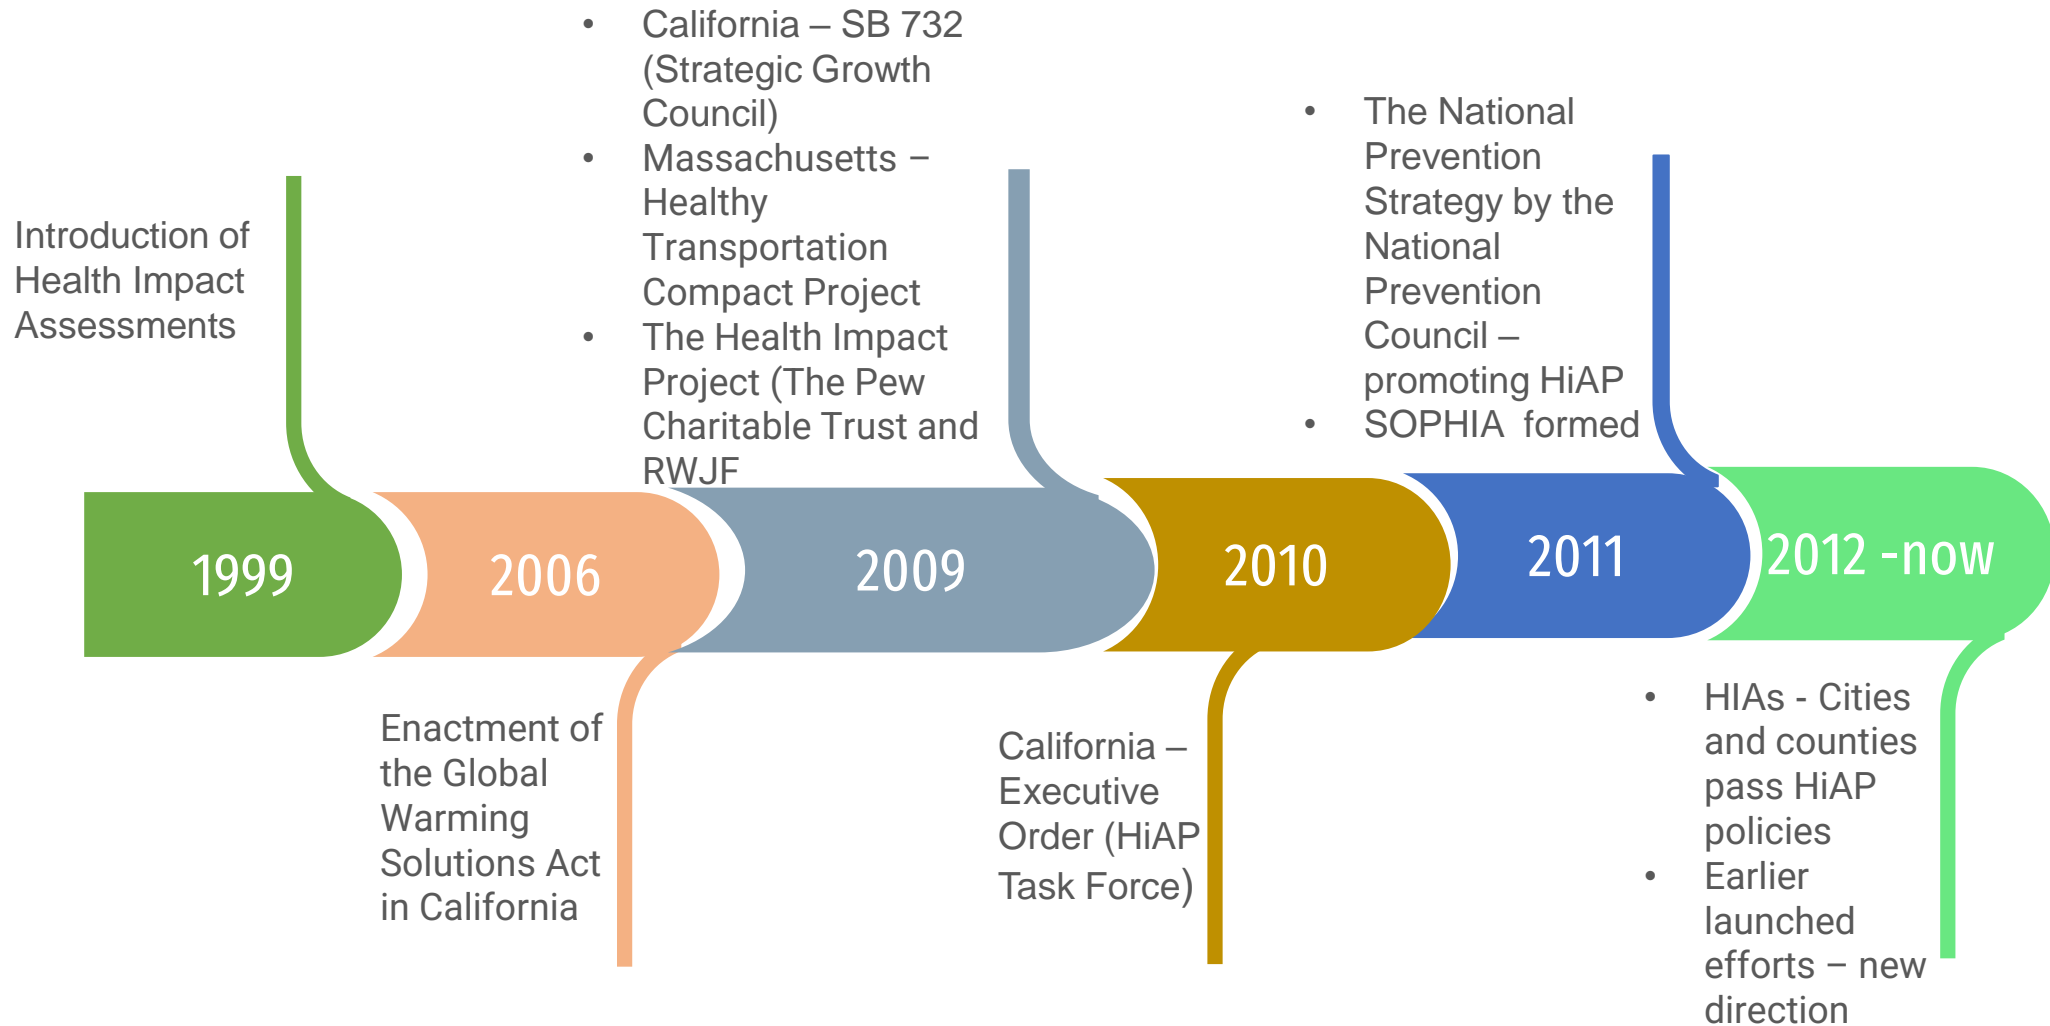 Introduction of
Health Impact
Assessments
• California – SB 732
(Strategic Growth
Council)
• Massachusetts –
Healthy
Transportation
Compact Project
• The Health Impact
Project (The Pew
Charitable Trust and
RWJF
• The National
Prevention
Strategy by the
National
Prevention
Council –
promoting HiAP
• SOPHIA formed
1999
2006
2009
2010
2011
2012 -now
Enactment of
the Global
Warming
Solutions Act
in California
California –
Executive
Order (HiAP
Task Force)
• HIAs - Cities
and counties
pass HiAP
policies
• Earlier
launched
efforts – new
direction